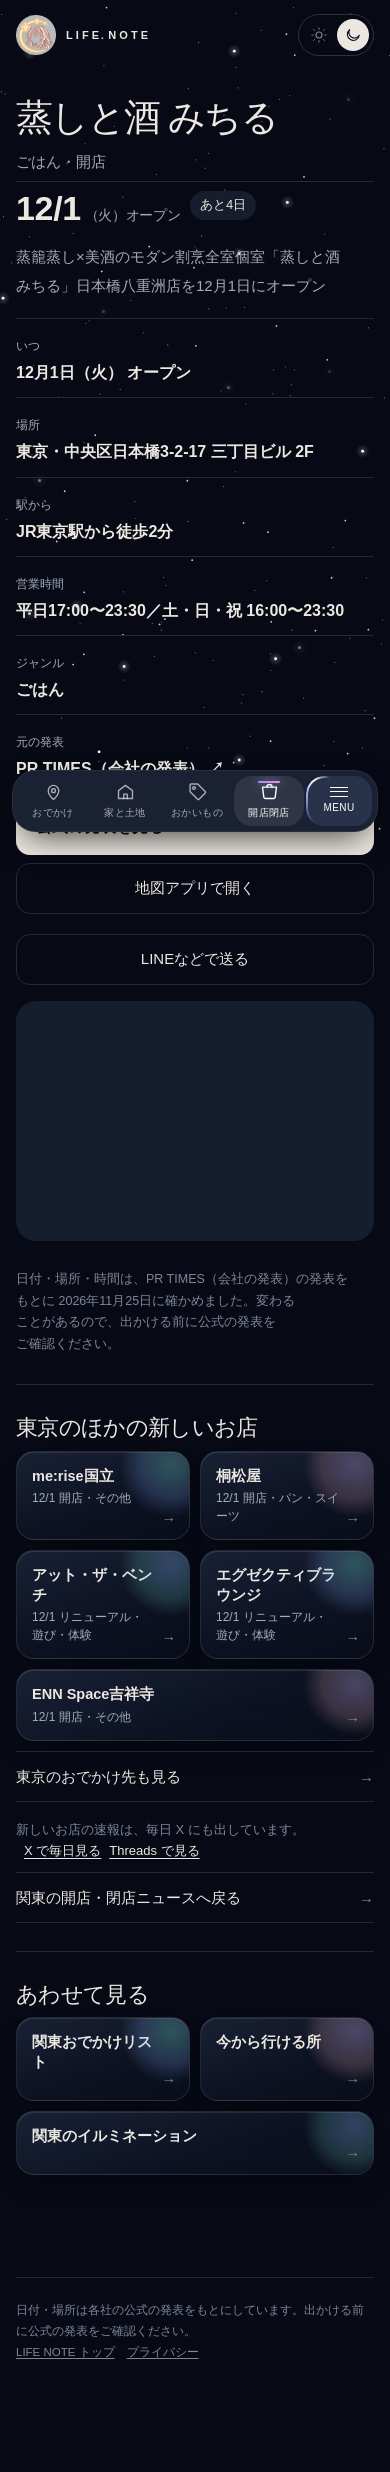 LIFE.NOTE
蒸しと酒 みちる
ごはん・開店
12/1（火）オープン あと4日
蒸籠蒸し×美酒のモダン割烹全室個室「蒸しと酒
みちる」日本橋八重洲店を12月1日にオープン
いつ
12月1日（火） オープン
場所
東京・中央区日本橋3-2-17 三丁目ビル 2F
駅から
JR東京駅から徒歩2分
営業時間
平日17:00〜23:30／土・日・祝 16:00〜23:30
ジャンル
ごはん
元の発表
PR TIMES（会社の発表） ↗
おでかけ 家と土地 おかいもの 開店閉店 MENU
地図アプリで開く
LINEなどで送る
日付・場所・時間は、PR TIMES（会社の発表）の発表を
もとに 2026年11月25日に確かめました。変わる
ことがあるので、出かける前に公式の発表を
ご確認ください。
東京のほかの新しいお店
me:rise国立
12/1 開店・その他
→
桐松屋
12/1 開店・パン・スイ
ーツ
→
アット・ザ・ベン
チ
12/1 リニューアル・
遊び・体験
→
エグゼクティブラ
ウンジ
12/1 リニューアル・
遊び・体験
→
ENN Space吉祥寺
12/1 開店・その他
→
東京のおでかけ先も見る →
新しいお店の速報は、毎日 X にも出しています。
X で毎日見る Threads で見る
関東の開店・閉店ニュースへ戻る →
あわせて見る
関東おでかけリス
ト
→
今から行ける所
→
関東のイルミネーション
→
日付・場所は各社の公式の発表をもとにしています。出かける前
に公式の発表をご確認ください。
LIFE NOTE トップ プライバシー